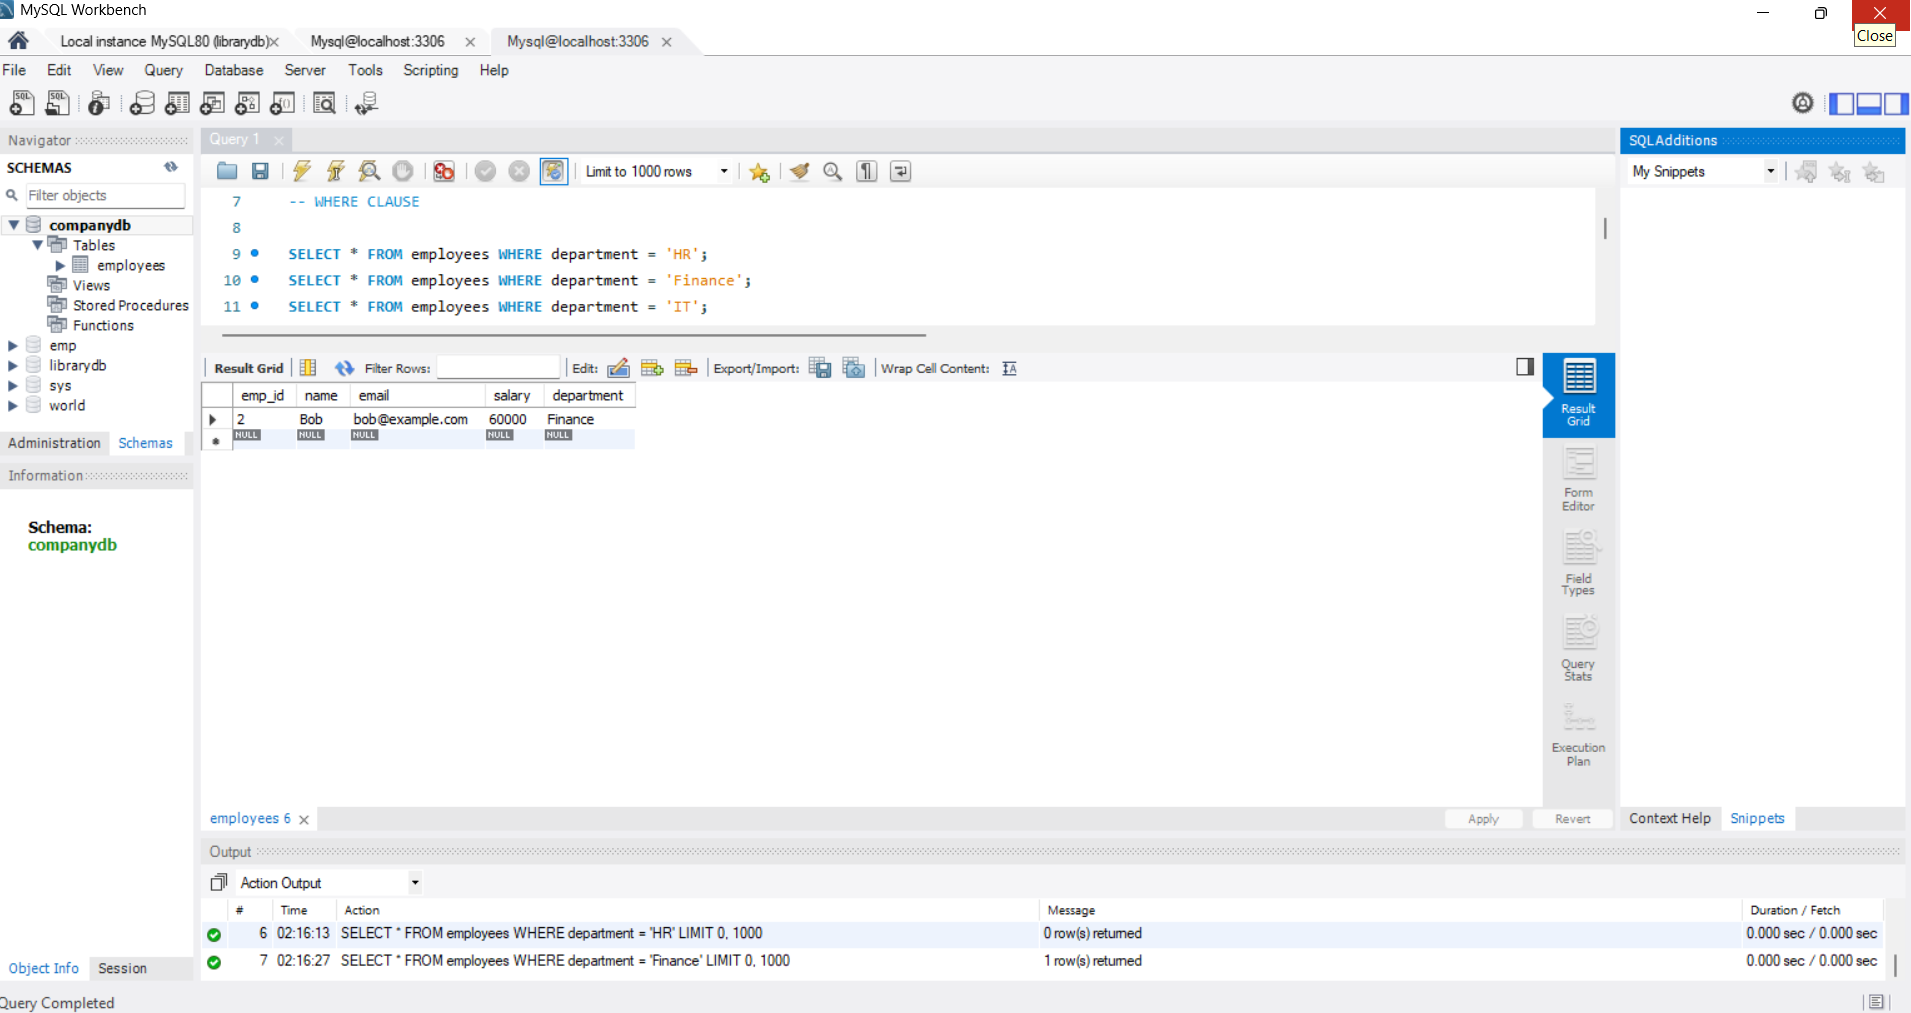 MySQL Workbench
Close
Local instance MySQL80 (librarydb) Mysql@localhost:3306 Mysql@localhost:3306
File Edit View Query Database Server Tools Scripting Help
Navigator
SCHEMAS
Filter objects
companydb
Tables
employees
Views
Stored Procedures
Functions
emp
librarydb
sys
world
Administration Schemas
Information
Schema:
companydb
Object Info Session
Query 1
Limit to 1000 rows
7 -- WHERE CLAUSE
8
9 SELECT * FROM employees WHERE department = 'HR';
10 SELECT * FROM employees WHERE department = 'Finance';
11 SELECT * FROM employees WHERE department = 'IT';
Result Grid Filter Rows: Edit: Export/Import: Wrap Cell Content:
emp_id name email salary department
2 Bob bob@example.com 60000 Finance
NULL NULL NULL NULL NULL
Result
Grid
Form
Editor
Field
Types
Query
Stats
Execution
Plan
employees 6 Apply Revert
SQLAdditions
My Snippets
Context Help Snippets
Output
Action Output
# Time Action Message Duration / Fetch
6 02:16:13 SELECT * FROM employees WHERE department = 'HR' LIMIT 0, 1000 0 row(s) returned 0.000 sec / 0.000 sec
7 02:16:27 SELECT * FROM employees WHERE department = 'Finance' LIMIT 0, 1000 1 row(s) returned 0.000 sec / 0.000 sec
Query Completed